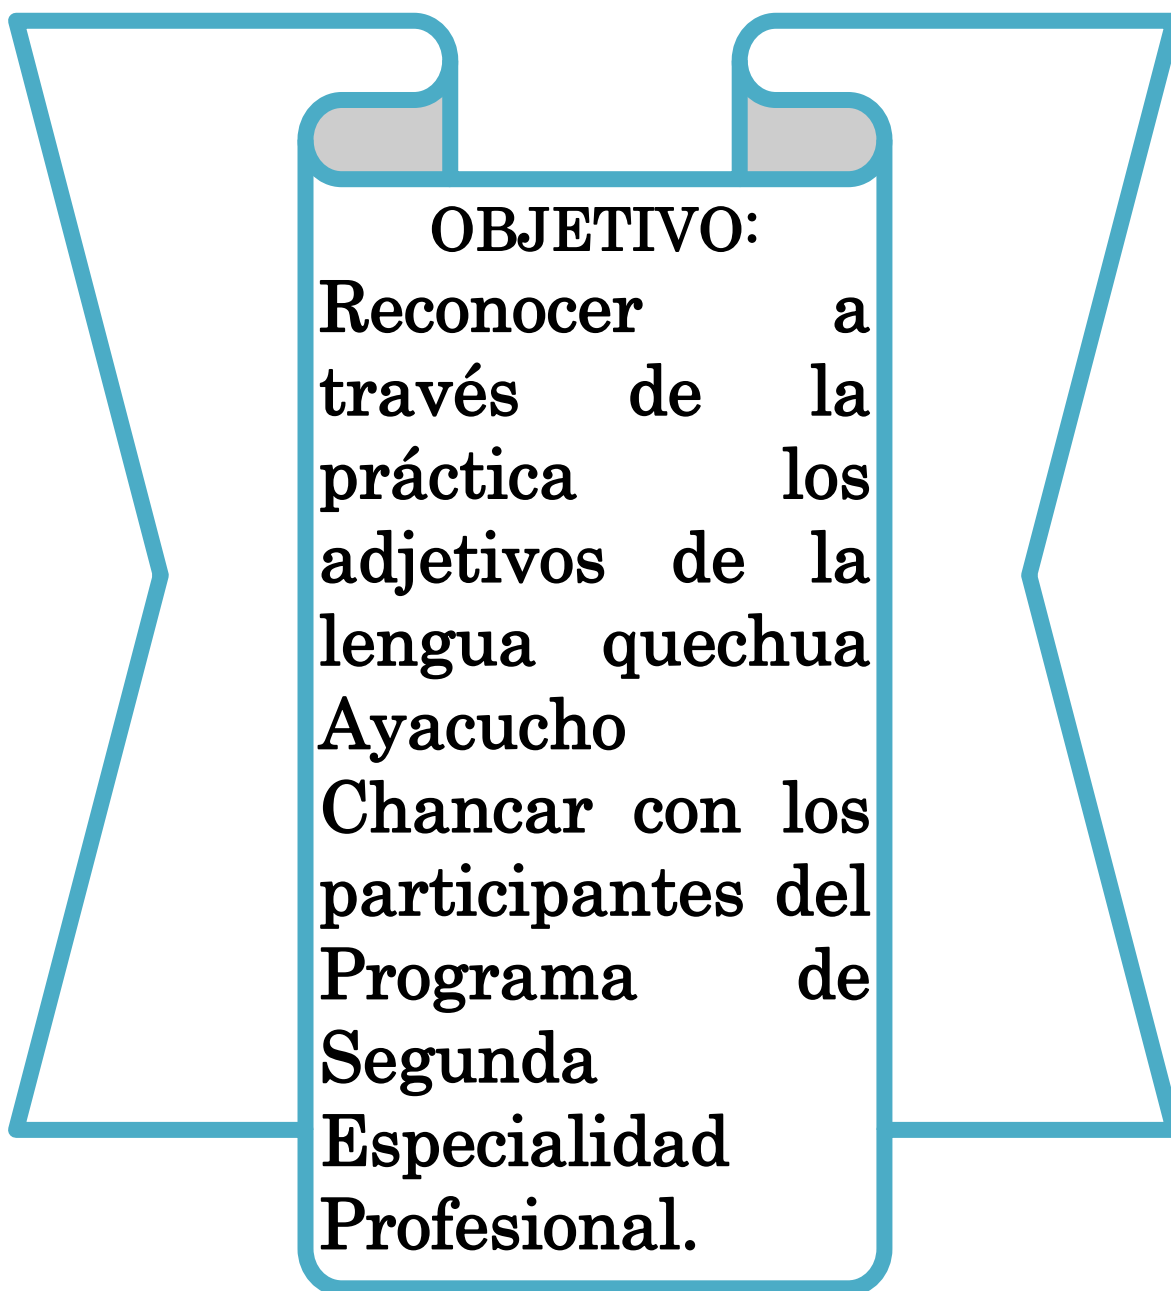 OBJETIVO:
Reconocer a
través de la
práctica los
adjetivos de la
lengua quechua
Ayacucho
Chancar con los
participantes del
Programa de
Segunda
Especialidad
Profesional.